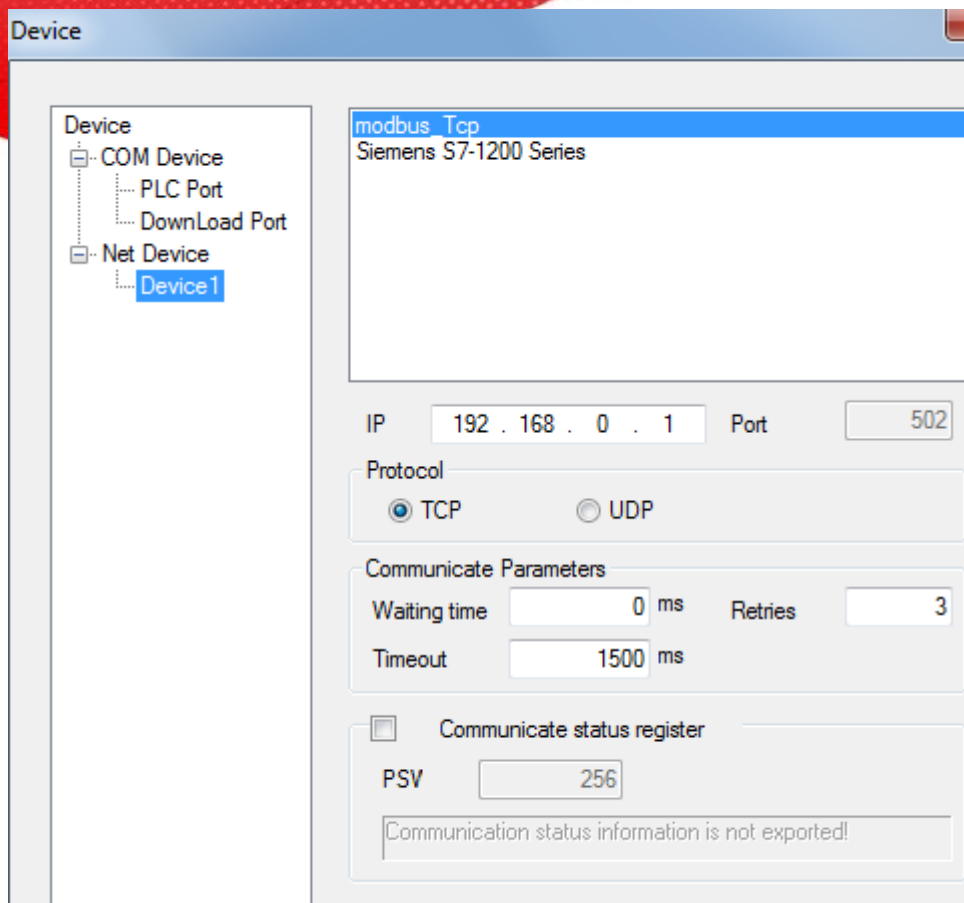 Device
Device
COM Device
PLC Port
DownLoad Port
Net Device
Device1
modbus_Tcp
Siemens S7-1200 Series
IP 192 . 168 . 0 . 1 Port 502
Protocol
TCP UDP
Communicate Parameters
Waiting time 0 ms Retries 3
Timeout 1500 ms
Communicate status register
PSV 256
Communication status information is not exported!